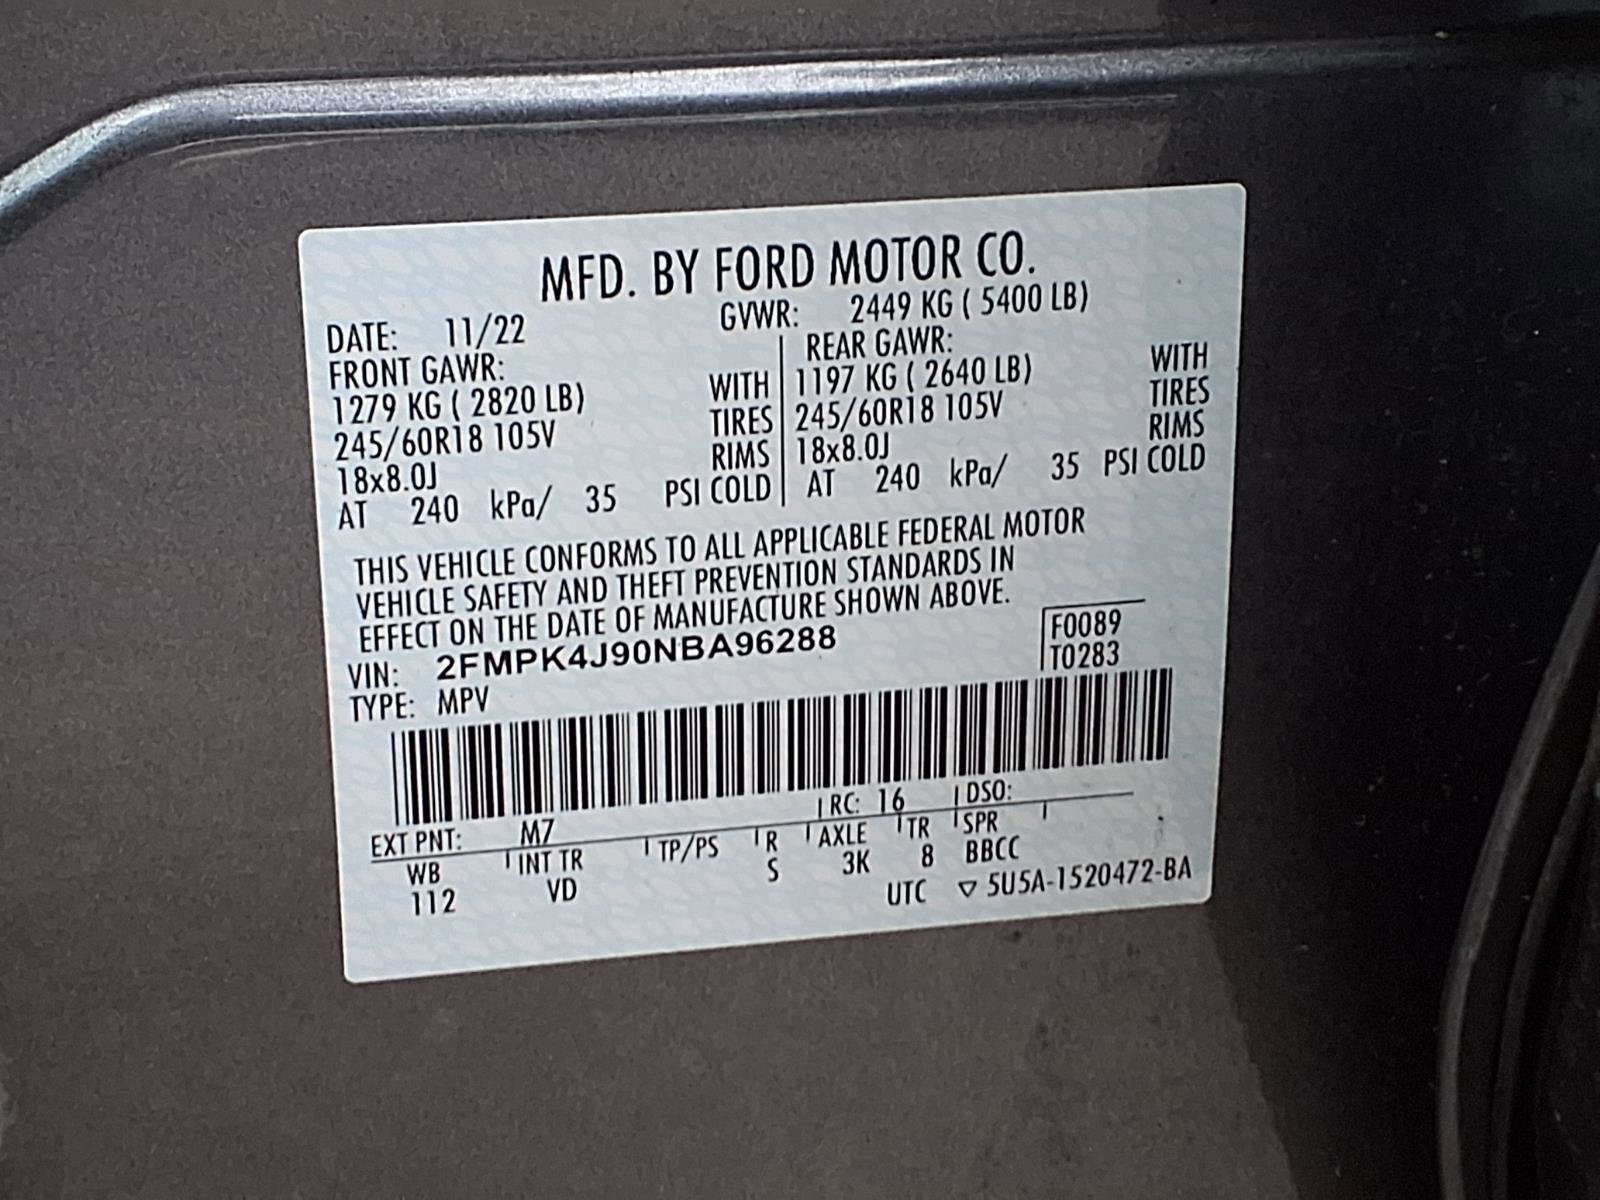 MFD. BY FORD MOTOR CO.
DATE: 11/22 GVWR: 2449 KG ( 5400 LB)
FRONT GAWR: REAR GAWR:
1279 KG ( 2820 LB) WITH 1197 KG ( 2640 LB) WITH
245/60R18 105V TIRES 245/60R18 105V TIRES
18x8.0J RIMS 18x8.0J RIMS
AT 240 kPa/ 35 PSI COLD AT 240 kPa/ 35 PSI COLD
THIS VEHICLE CONFORMS TO ALL APPLICABLE FEDERAL MOTOR
VEHICLE SAFETY AND THEFT PREVENTION STANDARDS IN
EFFECT ON THE DATE OF MANUFACTURE SHOWN ABOVE.
VIN: 2FMPK4J90NBA96288 F0089
TYPE: MPV T0283
EXT PNT: M7 RC: 16 DSO:
WB INT TR TP/PS R AXLE TR SPR
112 VD S 3K 8 BBCC
UTC ▽ 5U5A-1520472-BA